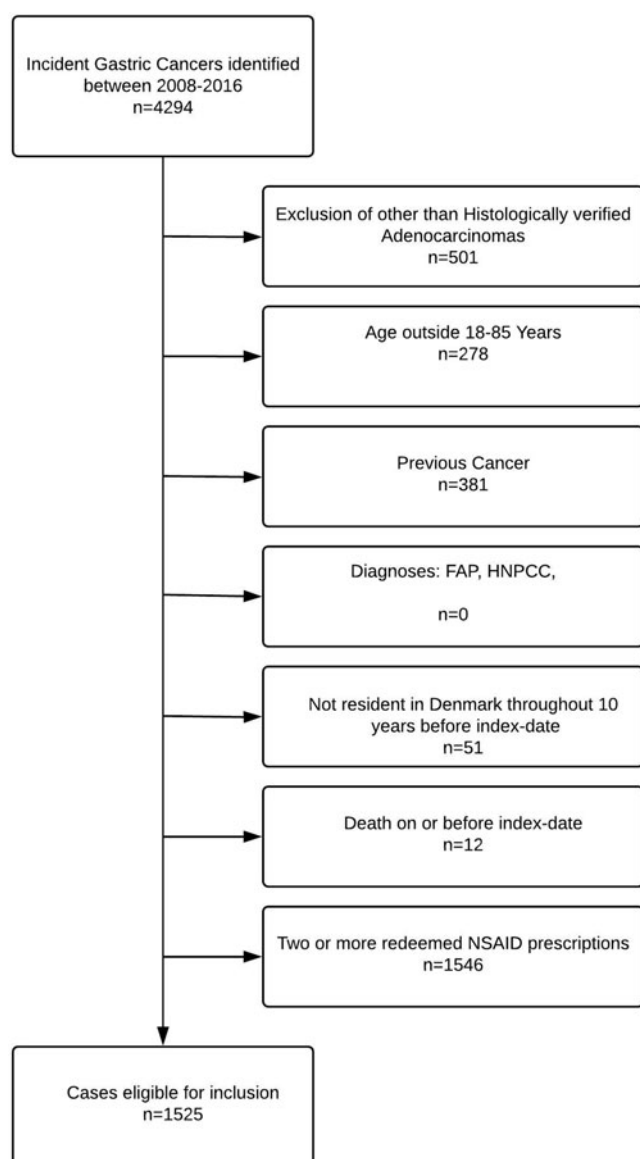 Incident Gastric Cancers identified
between 2008-2016
n=4294
Exclusion of other than Histologically verified
Adenocarcinomas
n=501
Age outside 18-85 Years
n=278
Previous Cancer
n=381
Diagnoses: FAP, HNPCC,
n=0
Not resident in Denmark throughout 10
years before index-date
n=51
Death on or before index-date
n=12
Two or more redeemed NSAID prescriptions
n=1546
Cases eligible for inclusion
n=1525